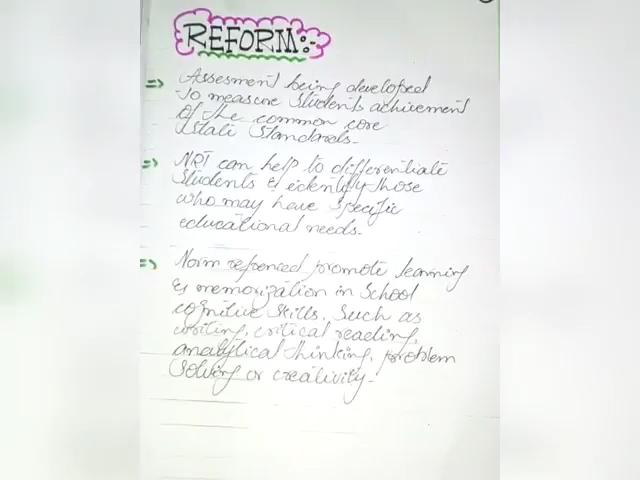 REFORM:-
⇒ Assesment being developed
to measure students achivement
of the common core
state standards.
⇒ NRT can help to differentiate
students & identify those
who may have specific
educational needs.
⇒ Norm refrenced promote learning
& memorization in school
cognitive skills. Such as
writing, critical reading,
analytical thinking, problem
solving or creativity-